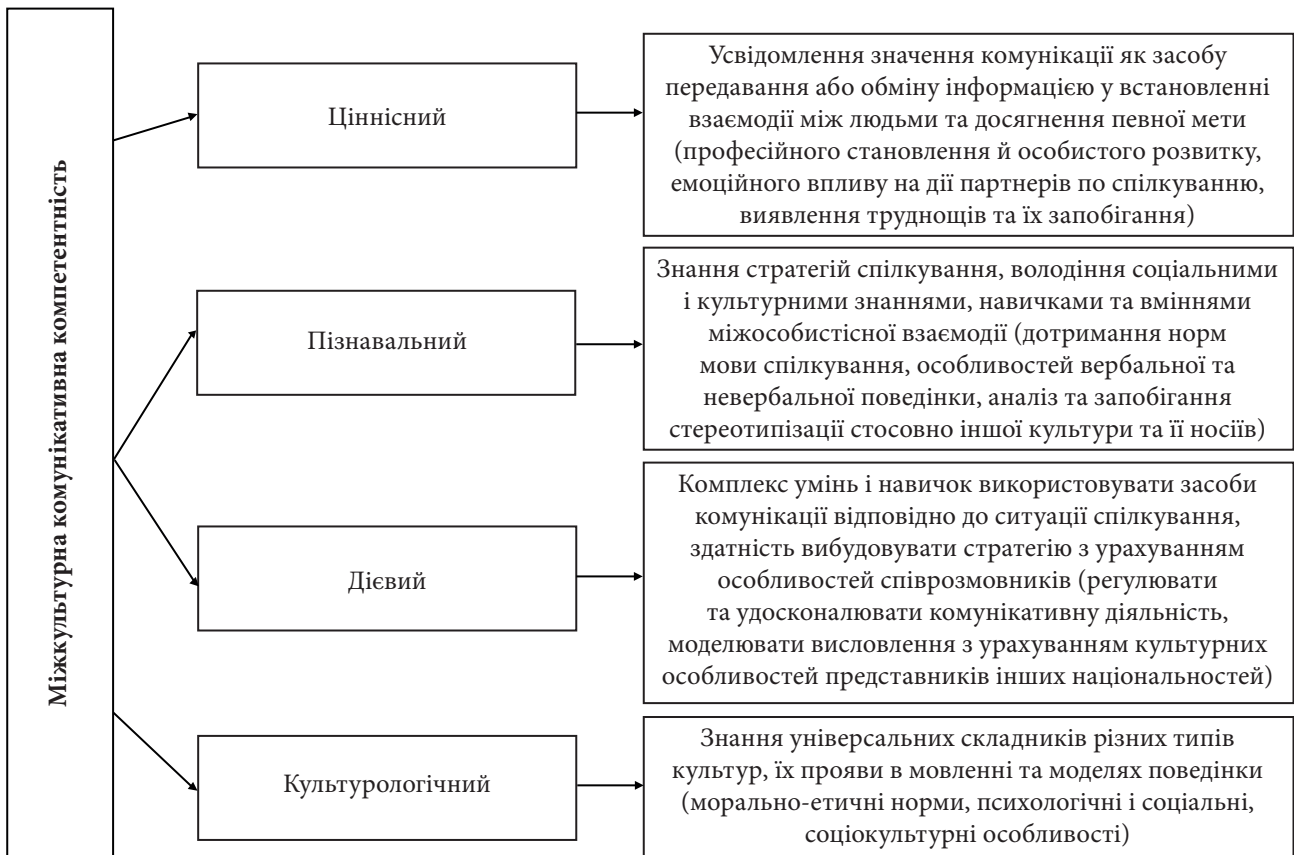 Міжкультурна комунікативна компетентність
Ціннісний
Усвідомлення значення комунікації як засобу
передавання або обміну інформацією у встановленні
взаємодії між людьми та досягнення певної мети
(професійного становлення й особистого розвитку,
емоційного впливу на дії партнерів по спілкуванню,
виявлення труднощів та їх запобігання)
Пізнавальний
Знання стратегій спілкування, володіння соціальними
і культурними знаннями, навичками та вміннями
міжособистісної взаємодії (дотримання норм
мови спілкування, особливостей вербальної та
невербальної поведінки, аналіз та запобігання
стереотипізації стосовно іншої культури та її носіїв)
Дієвий
Комплекс умінь і навичок використовувати засоби
комунікації відповідно до ситуації спілкування,
здатність вибудовувати стратегію з урахуванням
особливостей співрозмовників (регулювати
та удосконалювати комунікативну діяльність,
моделювати висловлення з урахуванням культурних
особливостей представників інших національностей)
Культурологічний
Знання універсальних складників різних типів
культур, їх прояви в мовленні та моделях поведінки
(морально-етичні норми, психологічні і соціальні,
соціокультурні особливості)